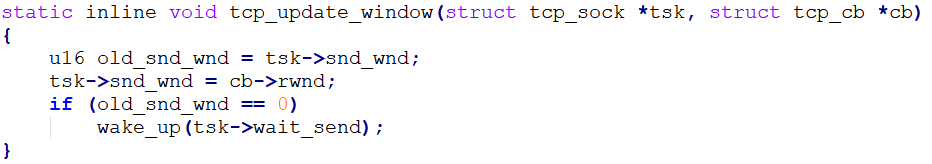 static inline void tcp_update_window(struct tcp_sock *tsk, struct tcp_cb *cb)
{
    u16 old_snd_wnd = tsk->snd_wnd;
    tsk->snd_wnd = cb->rwnd;
    if (old_snd_wnd == 0)
        wake_up(tsk->wait_send);
}